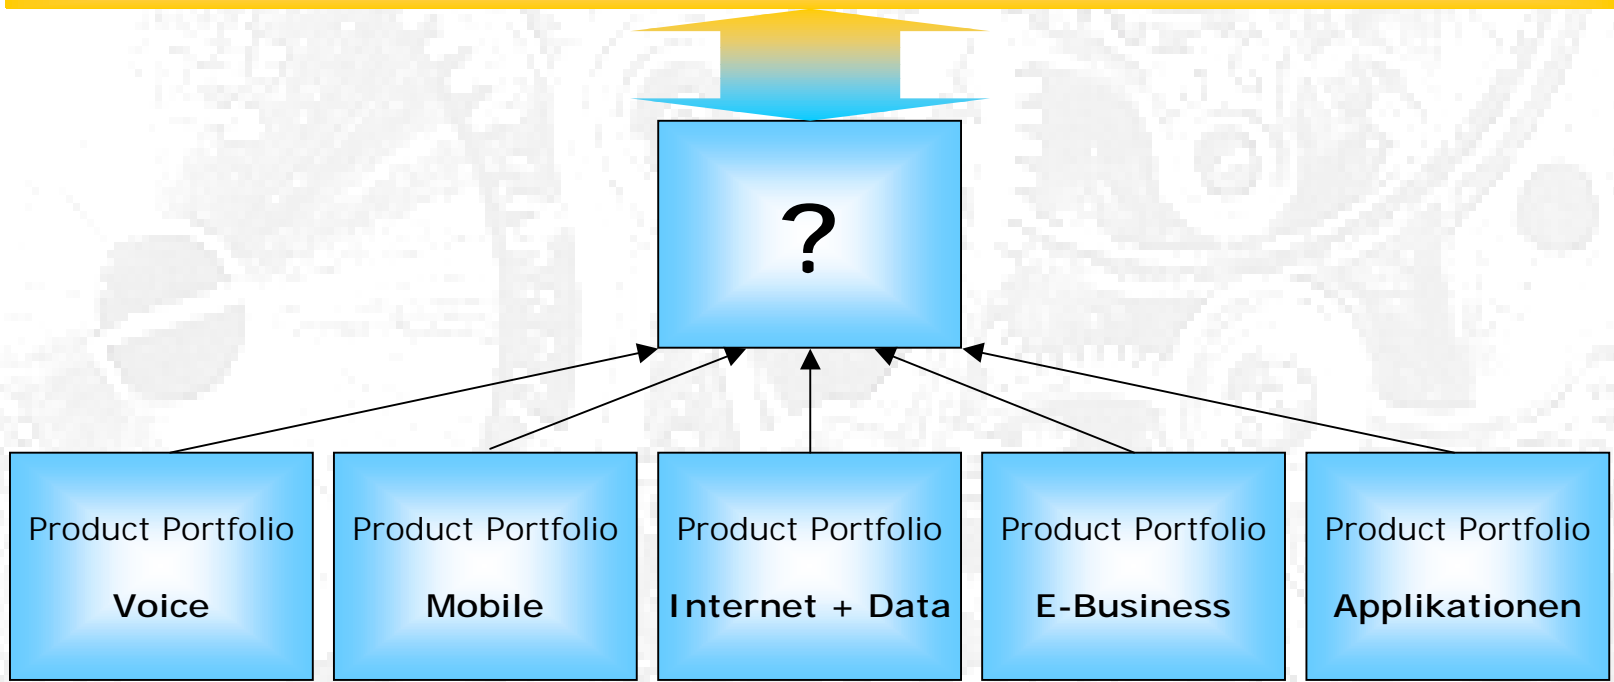 ?
Product Portfolio
Voice
Product Portfolio
Mobile
Product Portfolio
Internet + Data
Product Portfolio
E-Business
Product Portfolio
Applikationen